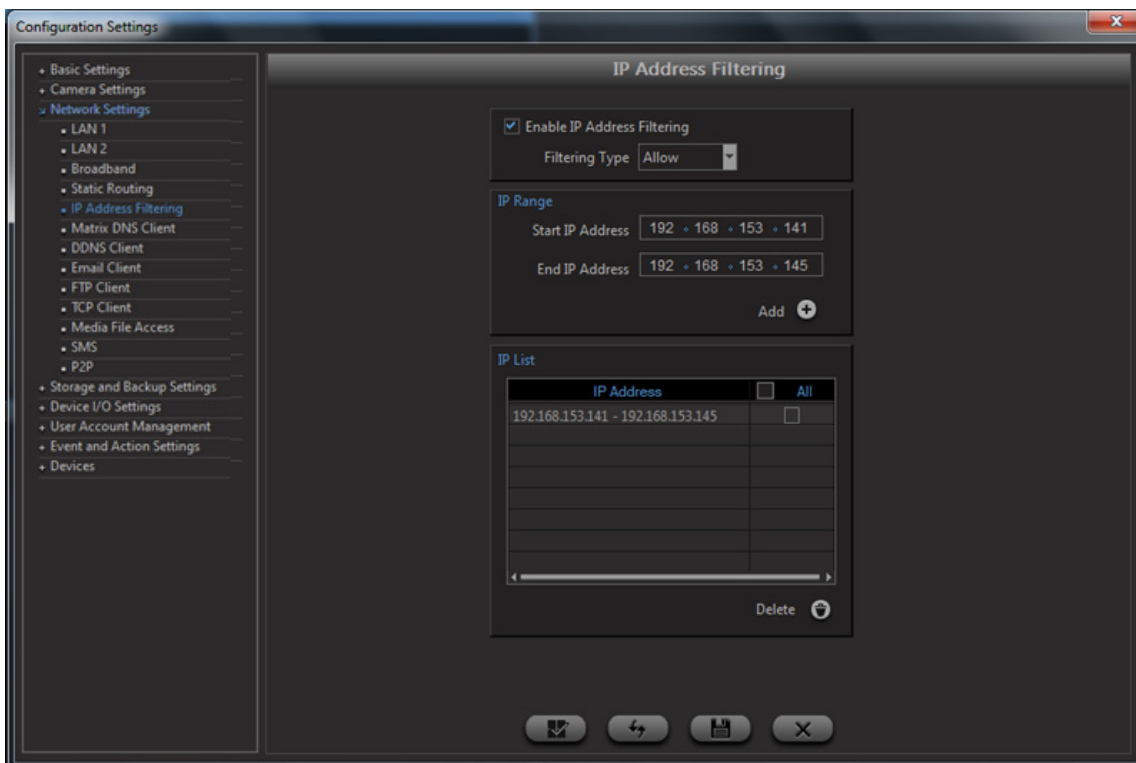 Configuration Settings
Basic Settings
Camera Settings
Network Settings
LAN 1
LAN 2
Broadband
Static Routing
IP Address Filtering
Matrix DNS Client
DDNS Client
Email Client
FTP Client
TCP Client
Media File Access
SMS
P2P
Storage and Backup Settings
Device I/O Settings
User Account Management
Event and Action Settings
Devices
IP Address Filtering
Enable IP Address Filtering
Filtering Type Allow
IP Range
Start IP Address 192 168 153 141
End IP Address 192 168 153 145
Add
IP List
IP Address All
192.168.153.141 - 192.168.153.145
Delete